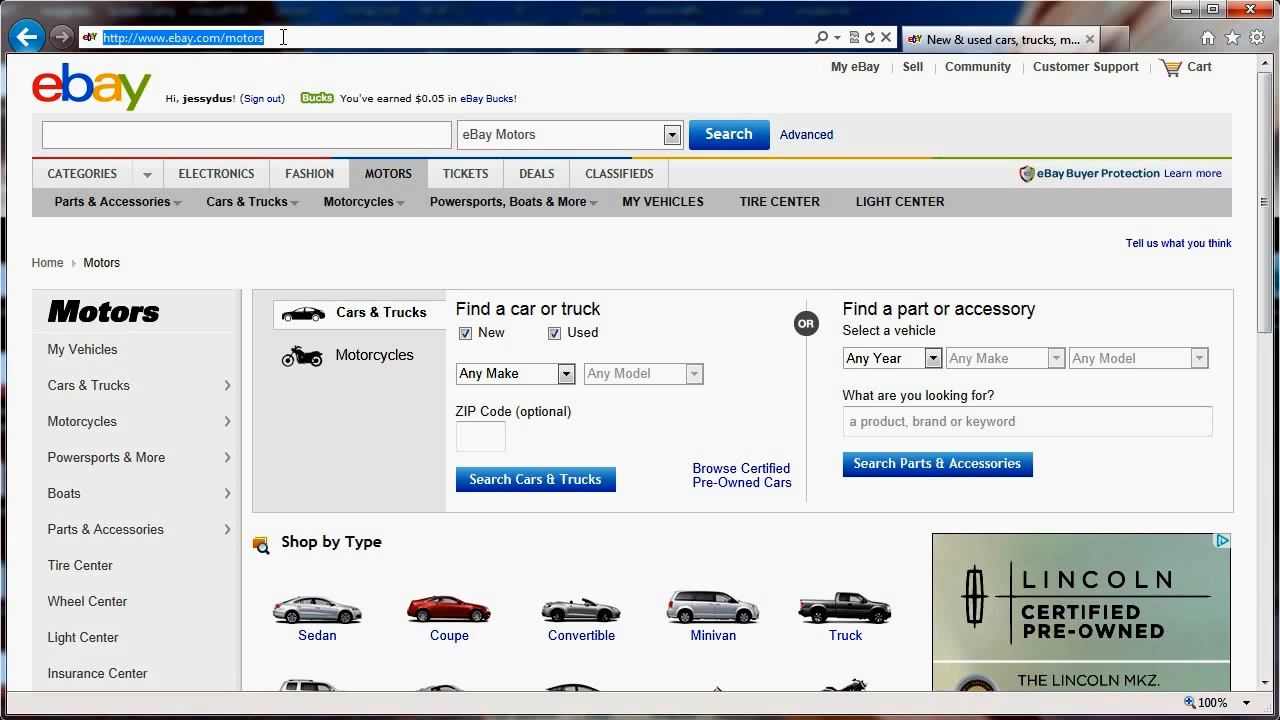 http://www.ebay.com/motors
New & used cars, trucks, m...
My eBay Sell Community Customer Support Cart
ebay
Hi, jessydus! (Sign out) Bucks You've earned $0.05 in eBay Bucks!
eBay Motors Search Advanced
CATEGORIES ELECTRONICS FASHION MOTORS TICKETS DEALS CLASSIFIEDS
eBay Buyer Protection Learn more
Parts & Accessories Cars & Trucks Motorcycles Powersports, Boats & More MY VEHICLES TIRE CENTER LIGHT CENTER
Tell us what you think
Home Motors
Motors
My Vehicles
Cars & Trucks
Motorcycles
Powersports & More
Boats
Parts & Accessories
Tire Center
Wheel Center
Light Center
Insurance Center
Cars & Trucks
Motorcycles
Find a car or truck
New Used
Any Make Any Model
ZIP Code (optional)
Search Cars & Trucks
Browse Certified
Pre-Owned Cars
OR
Find a part or accessory
Select a vehicle
Any Year Any Make Any Model
What are you looking for?
a product, brand or keyword
Search Parts & Accessories
Shop by Type
Sedan Coupe Convertible Minivan Truck
LINCOLN
CERTIFIED
PRE-OWNED
THE LINCOLN MKZ.
100%